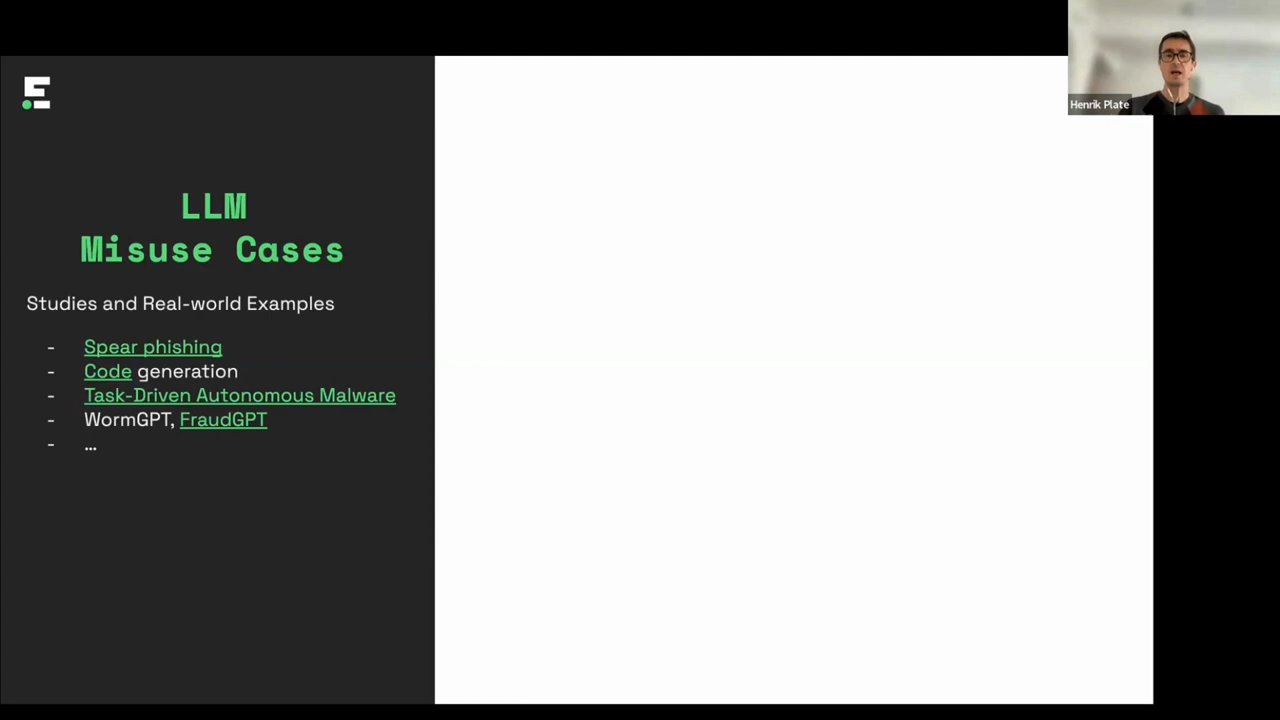 LLM
Misuse Cases
Studies and Real-world Examples
- Spear phishing
- Code generation
- Task-Driven Autonomous Malware
- WormGPT, FraudGPT
- …
Henrik Plate